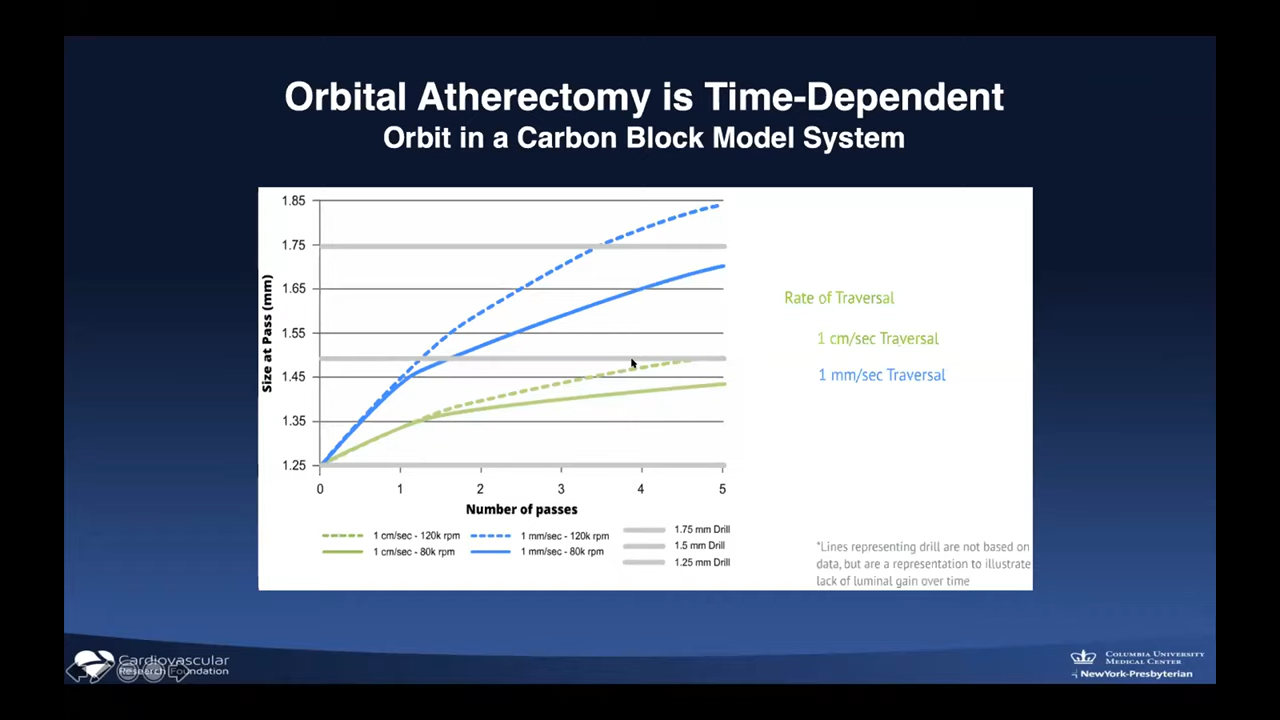 Orbital Atherectomy is Time-Dependent
Orbit in a Carbon Block Model System
1.85
1.75
1.65
1.55
1.45
1.35
1.25
Size at Pass (mm)
0 1 2 3 4 5
Number of passes
1 cm/sec - 120k rpm
1 mm/sec - 120k rpm
1 cm/sec - 80k rpm
1 mm/sec - 80k rpm
1.75 mm Drill
1.5 mm Drill
1.25 mm Drill
Rate of Traversal
1 cm/sec Traversal
1 mm/sec Traversal
*Lines representing drill are not based on
data, but are a representation to illustrate
lack of luminal gain over time
Cardiovascular
Research Foundation
COLUMBIA UNIVERSITY
MEDICAL CENTER
NewYork-Presbyterian